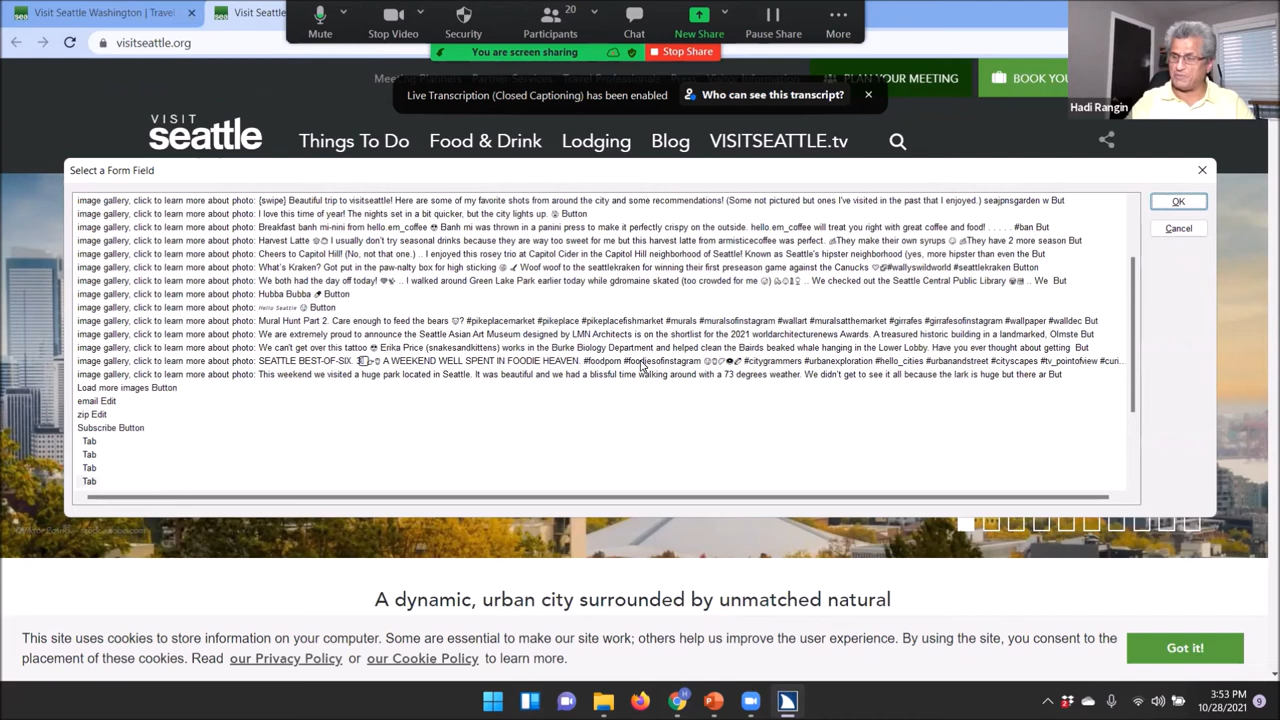 Visit Seattle Washington | Travel
Visit Seattle
visitseattle.org
Mute
Stop Video
Security
20
Participants
Chat
New Share
Pause Share
More
You are screen sharing
Stop Share
PLAN YOUR MEETING
BOOK YOU
Live Transcription (Closed Captioning) has been enabled
Who can see this transcript?
Hadi Rangin
VISIT
seattle
Things To Do
Food & Drink
Lodging
Blog
VISITSEATTLE.tv
Select a Form Field
image gallery, click to learn more about photo: {swipe} Beautiful trip to visitseattle! Here are some of my favorite shots from around the city and some recommendations! (Some not pictured but ones I've visited in the past that I enjoyed.) seajpnsgarden w But
image gallery, click to learn more about photo: I love this time of year! The nights set in a bit quicker, but the city lights up. Button
image gallery, click to learn more about photo: Breakfast banh mi-nini from hello.em_coffee 😎 Banh mi was thrown in a panini press to make it perfectly crispy on the outside. hello.em_coffee will treat you right with great coffee and food! . . . . . #ban But
image gallery, click to learn more about photo: Harvest Latte I usually don't try seasonal drinks because they are way too sweet for me but this harvest latte from armisticecoffee was perfect. They make their own syrups They have 2 more season But
image gallery, click to learn more about photo: Cheers to Capitol Hill! (No, not that one.) .. I enjoyed this rosey trio at Capitol Cider in the Capitol Hill neighborhood of Seattle! Known as Seattle's hipster neighborhood (yes, more hipster than even the But
image gallery, click to learn more about photo: What's Kraken? Got put in the paw-nalty box for high sticking Woof woof to the seattlekraken for winning their first preseason game against the Canucks #wallyswildworld #seattlekraken Button
image gallery, click to learn more about photo: We both had the day off today! .. I walked around Green Lake Park earlier today while gdromaine skated (too crowded for me ) .. We checked out the Seattle Central Public Library .. We But
image gallery, click to learn more about photo: Hubba Bubba Button
image gallery, click to learn more about photo: Hello Seattle Button
image gallery, click to learn more about photo: Mural Hunt Part 2. Care enough to feed the bears ? #pikeplacemarket #pikeplace #pikeplacefishmarket #murals #muralsofinstagram #wallart #muralsatthemarket #girrafes #girrafesofinstagram #wallpaper #walldec But
image gallery, click to learn more about photo: We are extremely proud to announce the Seattle Asian Art Museum designed by LMN Architects is on the shortlist for the 2021 worldarchitecturenews Awards. A treasured historic building in a landmarked, Olmste But
image gallery, click to learn more about photo: We can't get over this tattoo 😎 Erika Price (snakesandkittens) works in the Burke Biology Department and helped clean the Bairds beaked whale hanging in the Lower Lobby. Have you ever thought about getting But
image gallery, click to learn more about photo: SEATTLE BEST-OF-SIX. A WEEKEND WELL SPENT IN FOODIE HEAVEN. #foodporn #foodiesofinstagram #citygrammers #urbanexploration #hello_cities #urbanandstreet #cityscapes #tv_pointofview #curi...
image gallery, click to learn more about photo: This weekend we visited a huge park located in Seattle. It was beautiful and we had a blissful time walking around with a 73 degrees weather. We didn't get to see it all because the lark is huge but there ar But
Load more images Button
email Edit
zip Edit
Subscribe Button
Tab
Tab
Tab
Tab
OK
Cancel
A dynamic, urban city surrounded by unmatched natural
This site uses cookies to store information on your computer. Some are essential to make our site work; others help us improve the user experience. By using the site, you consent to the
placement of these cookies. Read our Privacy Policy or our Cookie Policy to learn more.
Got it!
3:53 PM
10/28/2021
9